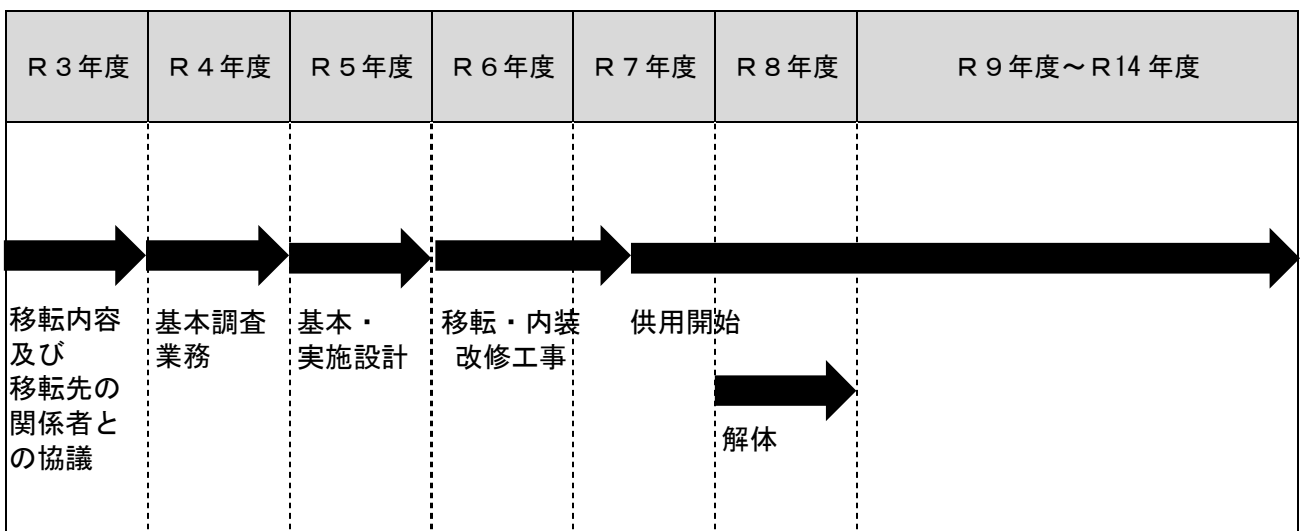 R3年度 R4年度 R5年度 R6年度 R7年度 R8年度 R9年度～R14年度
移転内容
及び
移転先の
関係者と
の協議
基本調査
業務
基本・
実施設計
移転・内装
改修工事
供用開始
解体